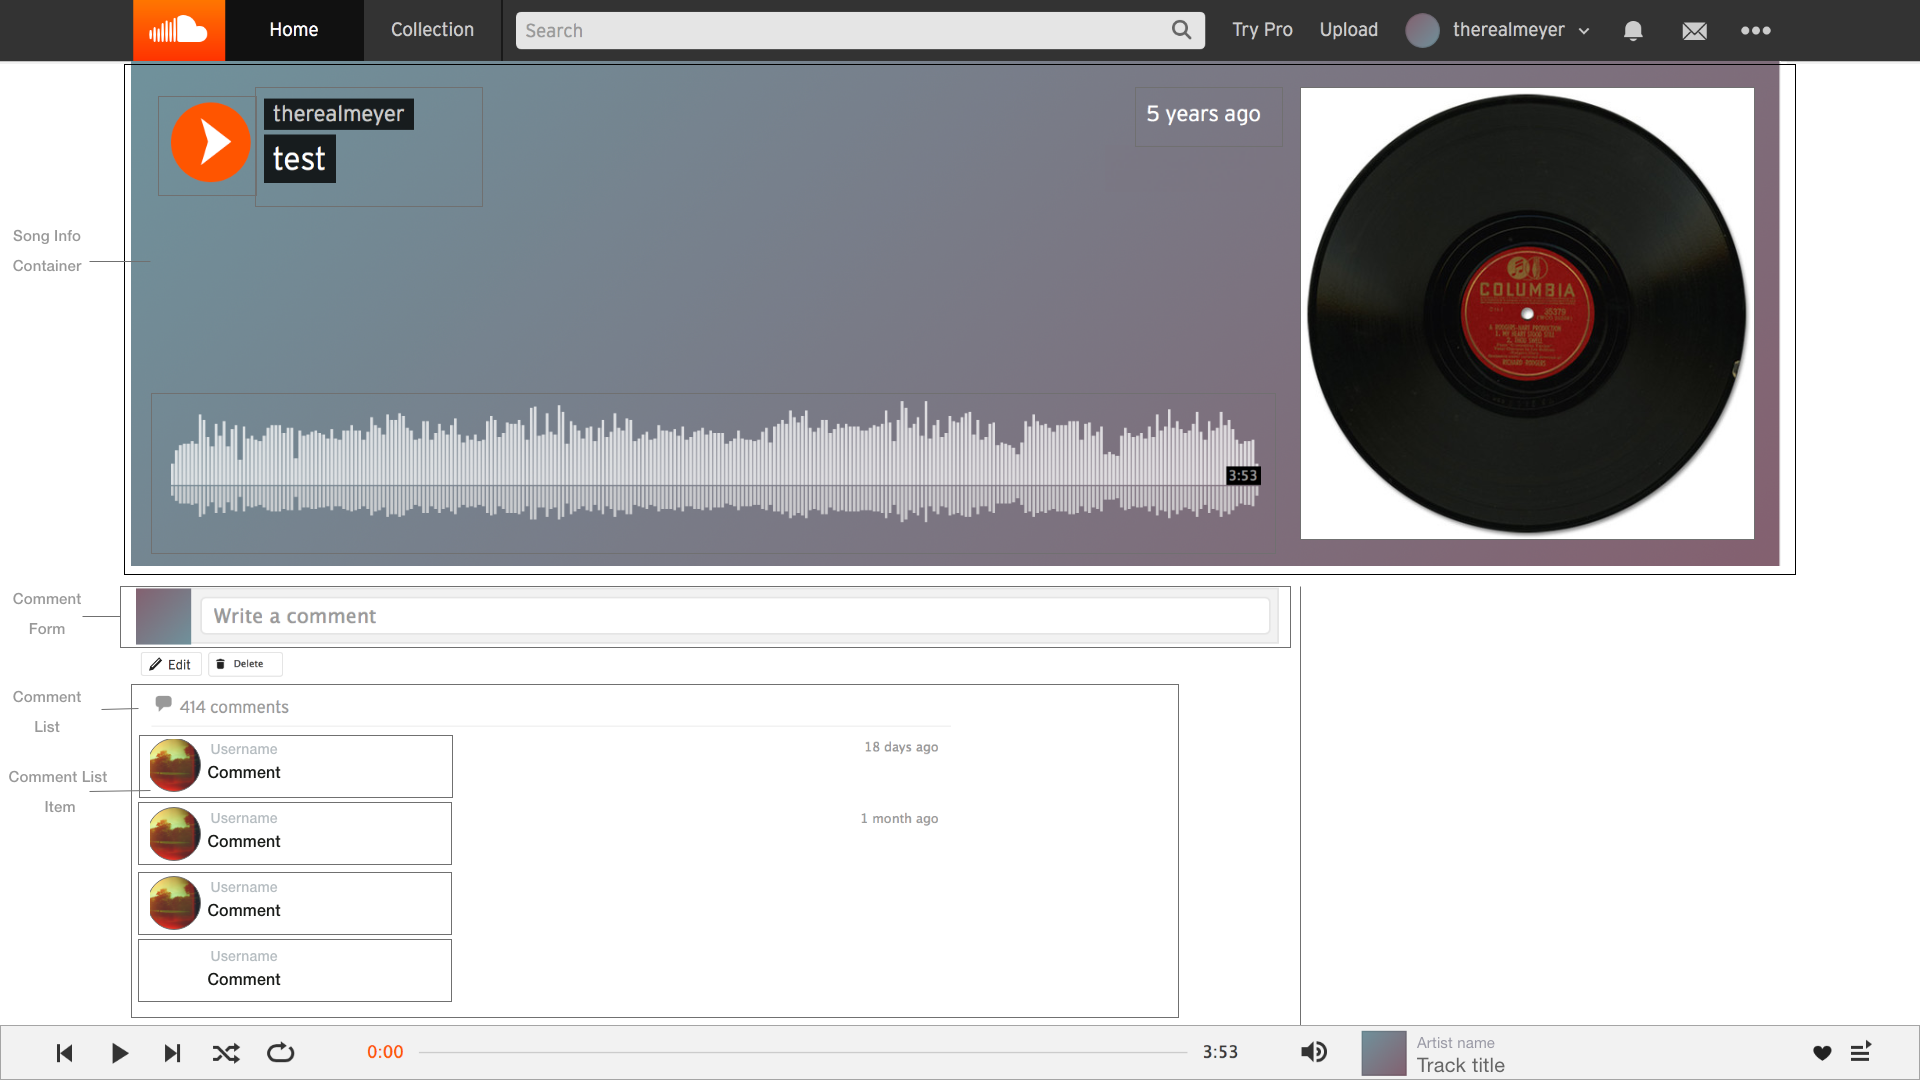 Home
Collection
Search
Try Pro
Upload
therealmeyer
therealmeyer
test
5 years ago
COLUMBIA
3:53
Song Info
Container
Comment
Form
Write a comment
Edit
Delete
Comment
List
414 comments
Comment List
Item
Username
Comment
18 days ago
Username
Comment
1 month ago
Username
Comment
Username
Comment
0:00
3:53
Artist name
Track title